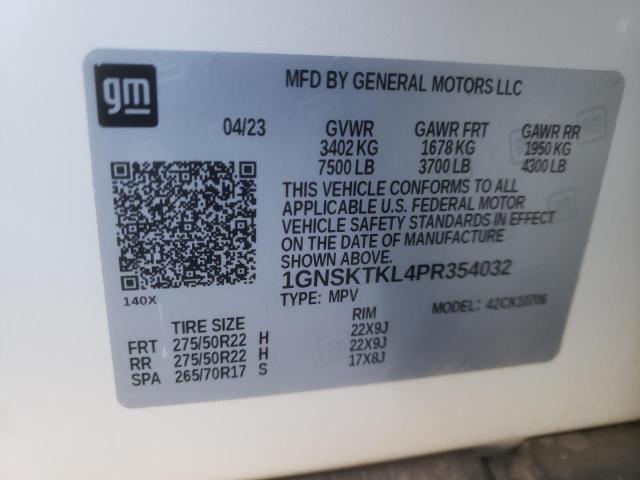 gm
MFD BY GENERAL MOTORS LLC
04/23 GVWR GAWR FRT GAWR RR
3402 KG 1678 KG 1950 KG
7500 LB 3700 LB 4300 LB
THIS VEHICLE CONFORMS TO ALL
APPLICABLE U.S. FEDERAL MOTOR
VEHICLE SAFETY STANDARDS IN EFFECT
ON THE DATE OF MANUFACTURE
SHOWN ABOVE.
1GNSKTKL4PR354032
140X
TYPE: MPV MODEL: 42CK10706
TIRE SIZE RIM
FRT 275/50R22 H 22X9J
RR 275/50R22 H 22X9J
SPA 265/70R17 S 17X8J